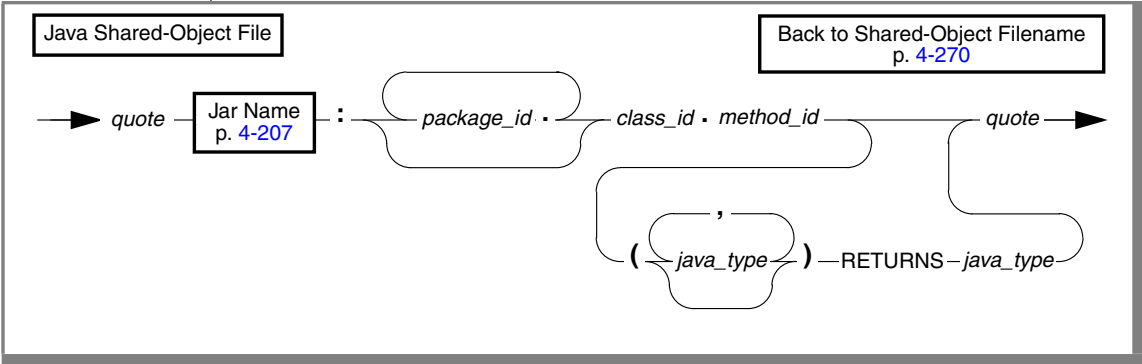 Java Shared-Object File
Back to Shared-Object Filename
p. 4-270
quote Jar Name : package_id . class_id . method_id quote
p. 4-207
,
( java_type ) RETURNS java_type